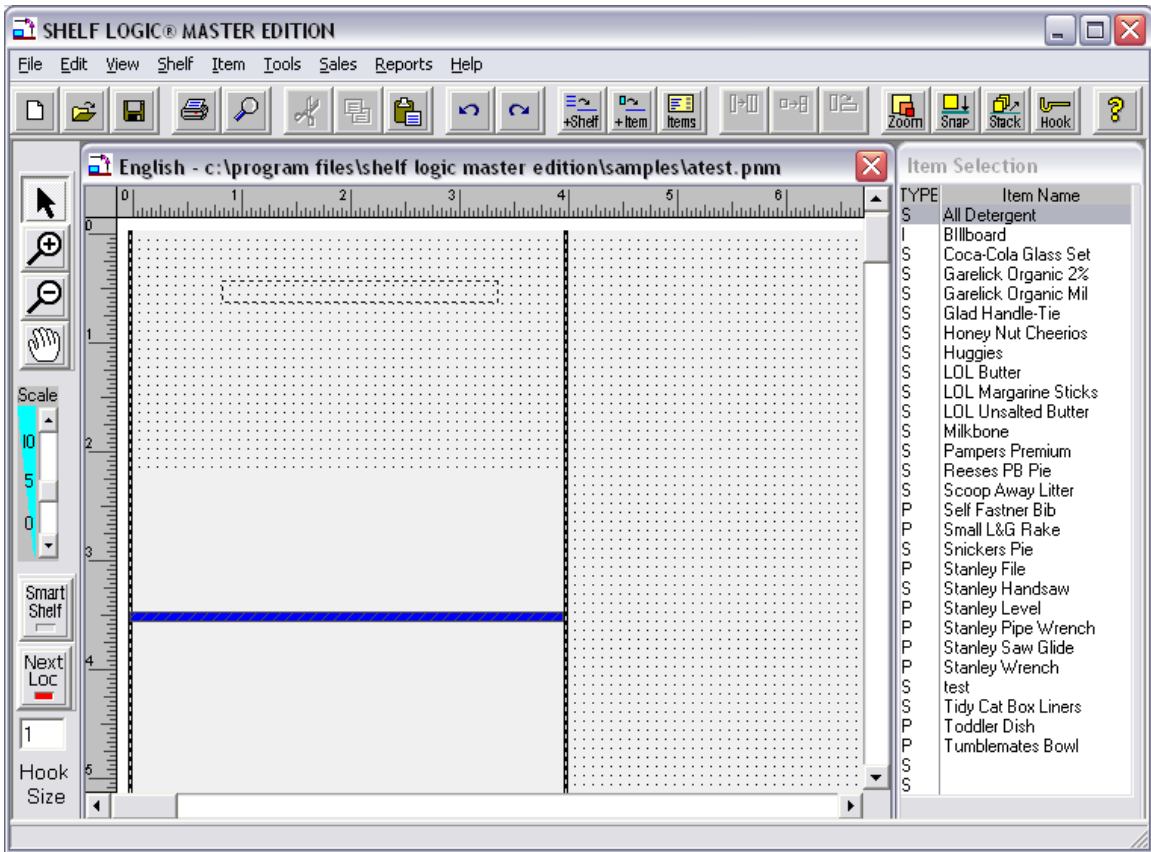 SHELF LOGIC® MASTER EDITION
File Edit View Shelf Item Tools Sales Reports Help
+Shelf + Item Items Zoom Snap Stack Hook
English - c:\program files\shelf logic master edition\samples\atest.pnm
0 1 2 3 4 5 6
0
1
2
3
4
5
Scale
10
5
0
Smart
Shelf
Next
Loc
1
Hook
Size
Item Selection
TYPE Item Name
S All Detergent
I BIllboard
S Coca-Cola Glass Set
S Garelick Organic 2%
S Garelick Organic Mil
S Glad Handle-Tie
S Honey Nut Cheerios
S Huggies
S LOL Butter
S LOL Margarine Sticks
S LOL Unsalted Butter
S Milkbone
S Pampers Premium
S Reeses PB Pie
S Scoop Away Litter
P Self Fastner Bib
P Small L&G Rake
S Snickers Pie
P Stanley File
S Stanley Handsaw
P Stanley Level
P Stanley Pipe Wrench
P Stanley Saw Glide
P Stanley Wrench
S test
S Tidy Cat Box Liners
P Toddler Dish
P Tumblemates Bowl
S
S